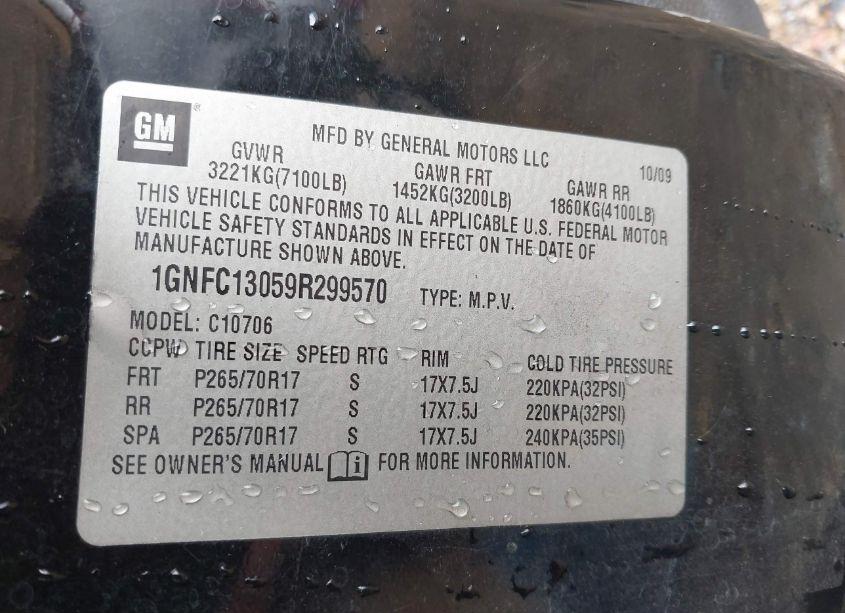 GM ®
MFD BY GENERAL MOTORS LLC 10/09
GVWR GAWR FRT GAWR RR
3221KG(7100LB) 1452KG(3200LB) 1860KG(4100LB)
THIS VEHICLE CONFORMS TO ALL APPLICABLE U.S. FEDERAL MOTOR
VEHICLE SAFETY STANDARDS IN EFFECT ON THE DATE OF
MANUFACTURE SHOWN ABOVE.
1GNFC13059R299570 TYPE: M.P.V.
MODEL: C10706
CCPW TIRE SIZE SPEED RTG RIM COLD TIRE PRESSURE
FRT P265/70R17 S 17X7.5J 220KPA(32PSI)
RR P265/70R17 S 17X7.5J 220KPA(32PSI)
SPA P265/70R17 S 17X7.5J 240KPA(35PSI)
SEE OWNER'S MANUAL i FOR MORE INFORMATION.